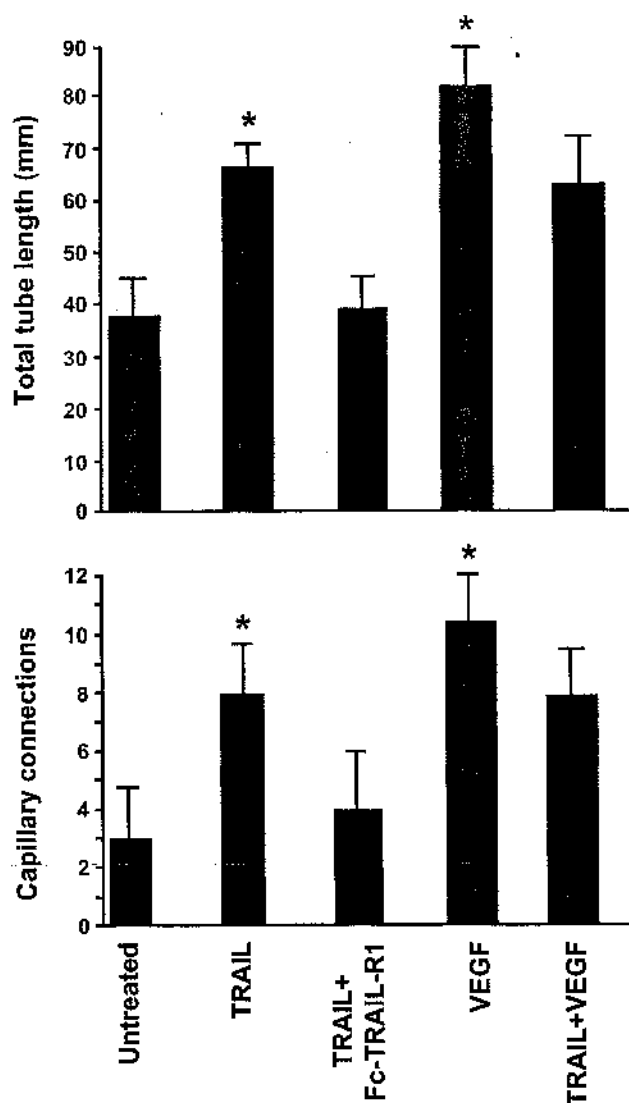 Total tube length (mm)
90
80
70
60
50
40
30
20
10
0
*
*
Capillary connections
12
10
8
6
4
2
0
*
*
Untreated
TRAIL
TRAIL+
Fc-TRAIL-R1
VEGF
TRAIL+VEGF